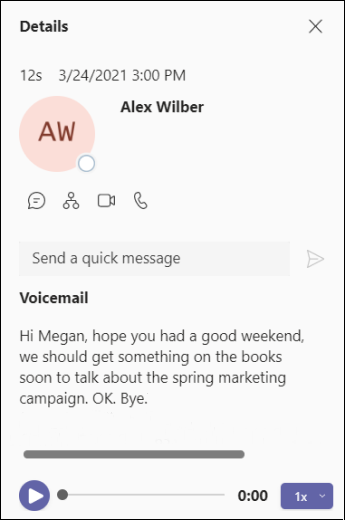 Details
12s 3/24/2021 3:00 PM
Alex Wilber
AW
Send a quick message
Voicemail
Hi Megan, hope you had a good weekend,
we should get something on the books
soon to talk about the spring marketing
campaign. OK. Bye.
0:00 1x